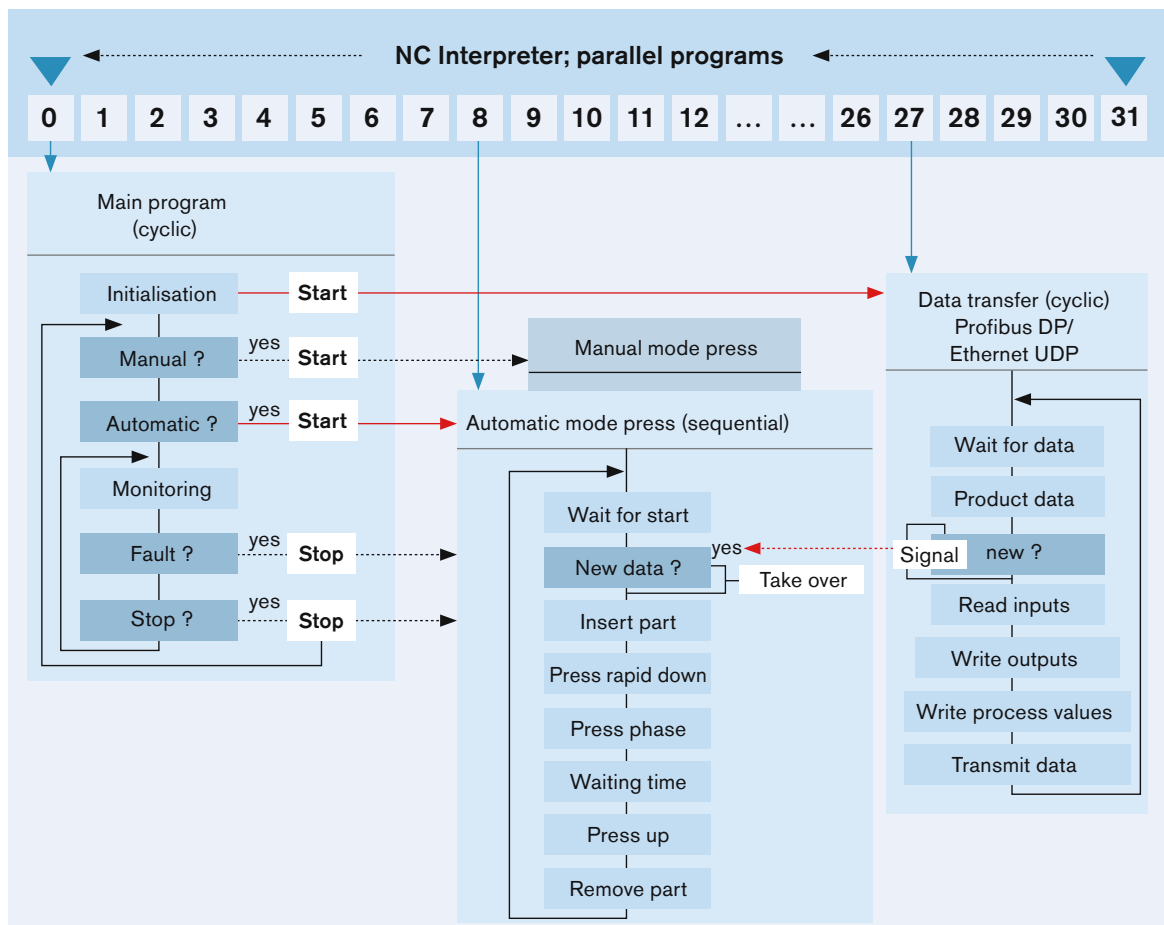 NC Interpreter; parallel programs
0 1 2 3 4 5 6 7 8 9 10 11 12 ... ... 26 27 28 29 30 31
Main program
(cyclic)
Initialisation
Start
Manual ?
yes
Start
Automatic ?
yes
Start
Monitoring
Fault ?
yes
Stop
Stop ?
yes
Stop
Manual mode press
Automatic mode press (sequential)
Wait for start
New data ?
yes
Take over
Insert part
Press rapid down
Press phase
Waiting time
Press up
Remove part
Data transfer (cyclic)
Profibus DP/
Ethernet UDP
Wait for data
Product data
Signal
new ?
Read inputs
Write outputs
Write process values
Transmit data